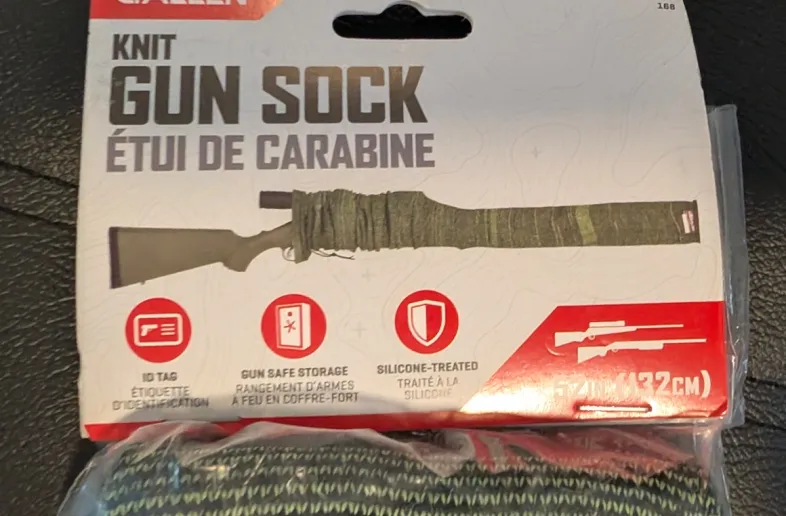 168
KNIT
GUN SOCK
ÉTUI DE CARABINE
ID TAG
ÉTIQUETTE
D'IDENTIFICATION
GUN SAFE STORAGE
RANGEMENT D'ARMES
À FEU EN COFFRE-FORT
SILICONE-TREATED
TRAITÉ À LA
SILICONE
(132CM)